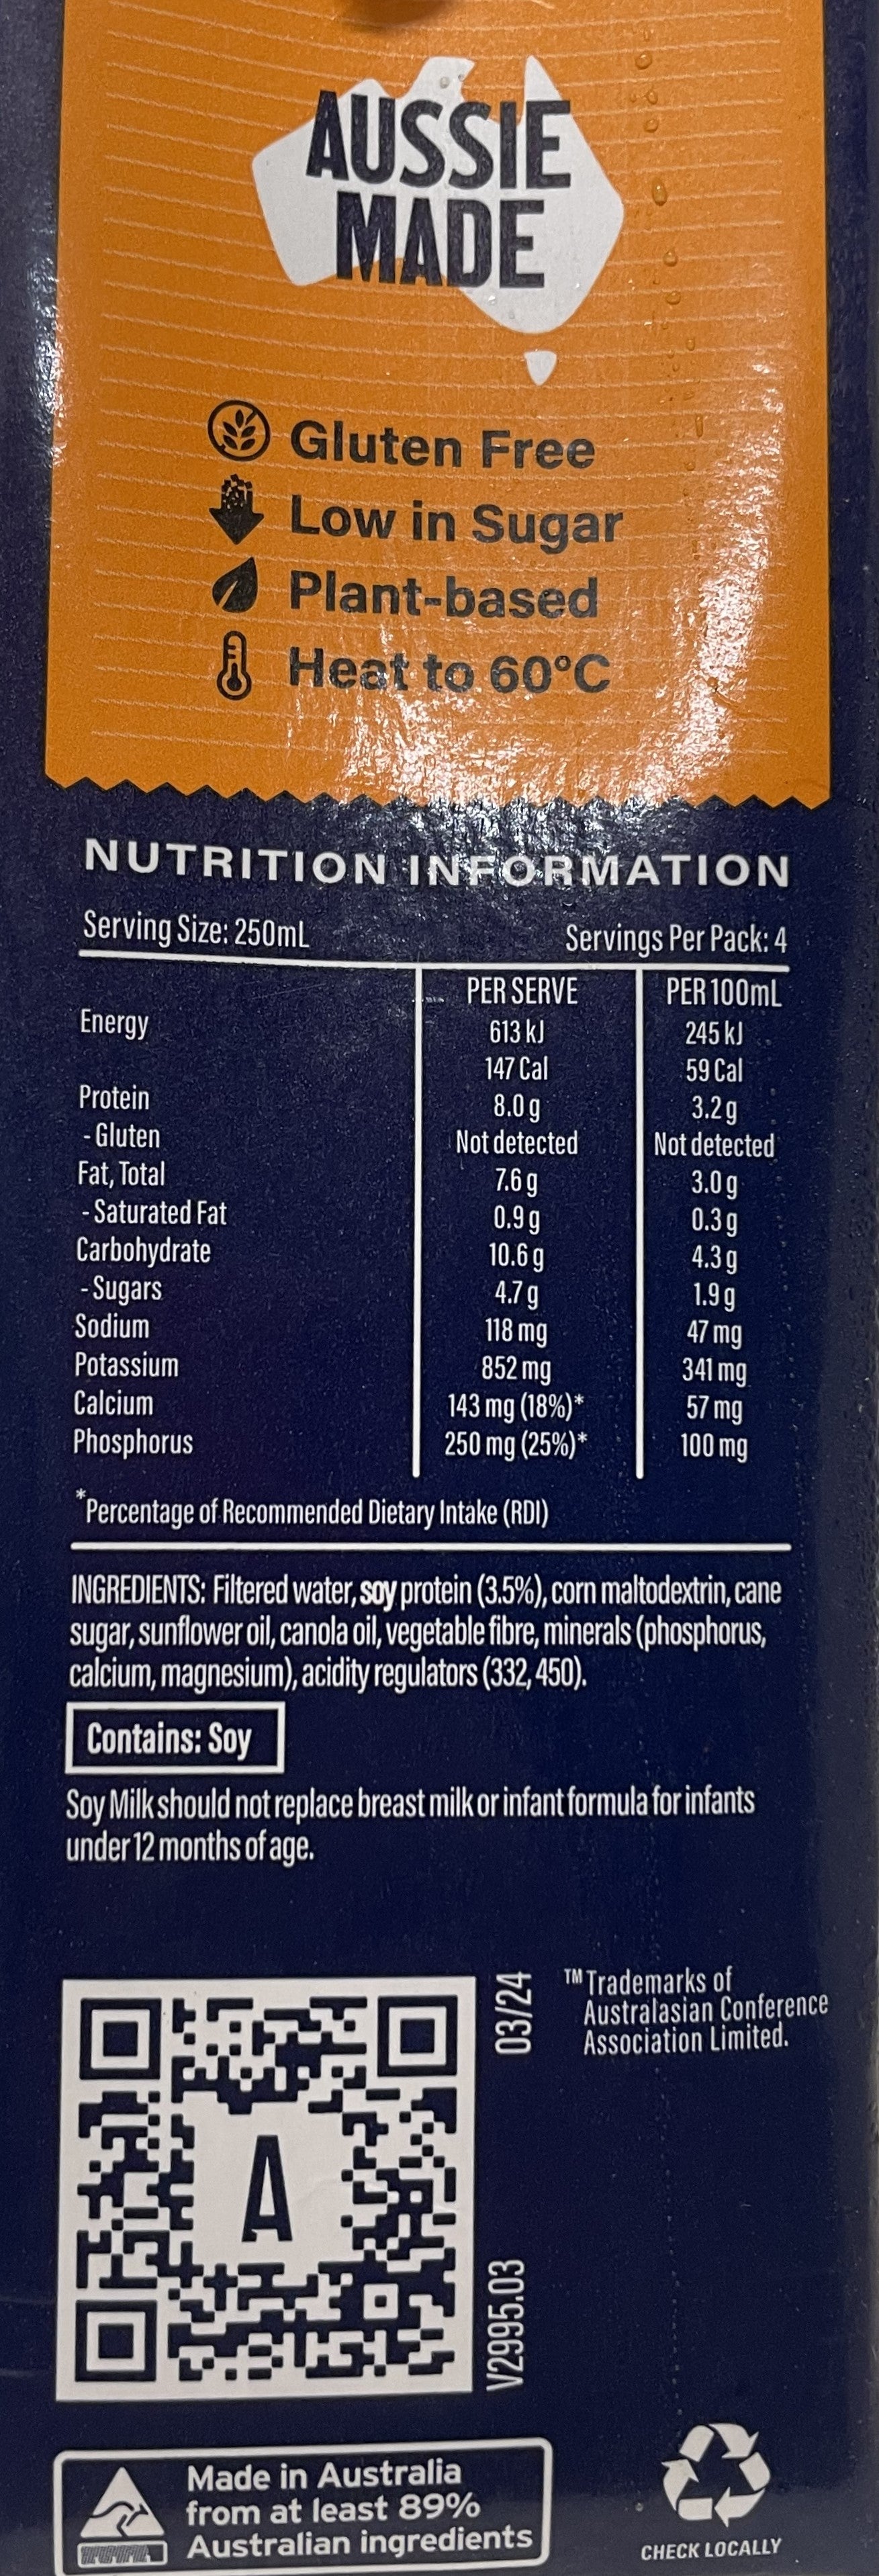 AUSSIE
MADE
Gluten Free
Low in Sugar
Plant-based
Heat to 60°C
NUTRITION INFORMATION
Serving Size: 250mL Servings Per Pack: 4
PER SERVE PER 100mL
Energy 613 kJ 245 kJ
147 Cal 59 Cal
Protein 8.0 g 3.2 g
- Gluten Not detected Not detected
Fat, Total 7.6 g 3.0 g
- Saturated Fat 0.9 g 0.3 g
Carbohydrate 10.6 g 4.3 g
- Sugars 4.7 g 1.9 g
Sodium 118 mg 47 mg
Potassium 852 mg 341 mg
Calcium 143 mg (18%)* 57 mg
Phosphorus 250 mg (25%)* 100 mg
*Percentage of Recommended Dietary Intake (RDI)
INGREDIENTS: Filtered water, soy protein (3.5%), corn maltodextrin, cane
sugar, sunflower oil, canola oil, vegetable fibre, minerals (phosphorus,
calcium, magnesium), acidity regulators (332, 450).
Contains: Soy
Soy Milk should not replace breast milk or infant formula for infants
under 12 months of age.
A
03/24
V2995.03
™Trademarks of
Australasian Conference
Association Limited.
Made in Australia
from at least 89%
Australian ingredients
CHECK LOCALLY